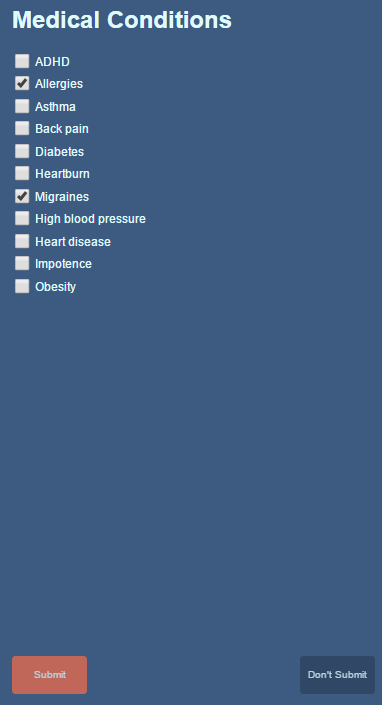 Medical Conditions
ADHD
Allergies
Asthma
Back pain
Diabetes
Heartburn
Migraines
High blood pressure
Heart disease
Impotence
Obesity
Submit
Don't Submit